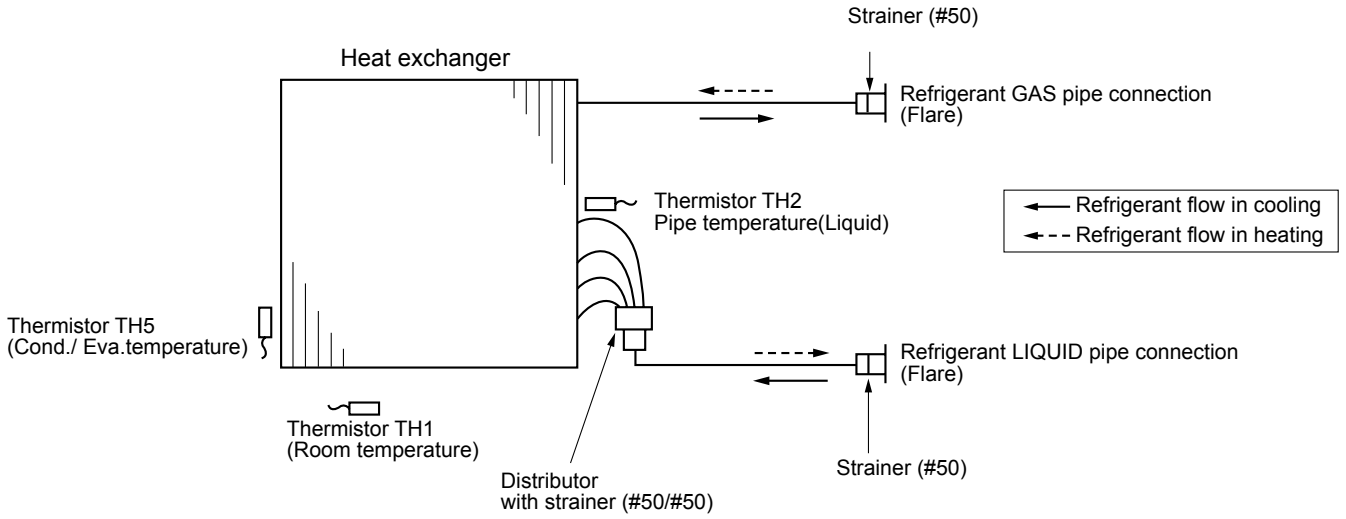 Strainer (#50)
Heat exchanger
Refrigerant GAS pipe connection
(Flare)
Thermistor TH2
Pipe temperature(Liquid)
Refrigerant flow in cooling
Refrigerant flow in heating
Thermistor TH5
(Cond./ Eva.temperature)
Refrigerant LIQUID pipe connection
(Flare)
Thermistor TH1
(Room temperature)
Strainer (#50)
Distributor
with strainer (#50/#50)